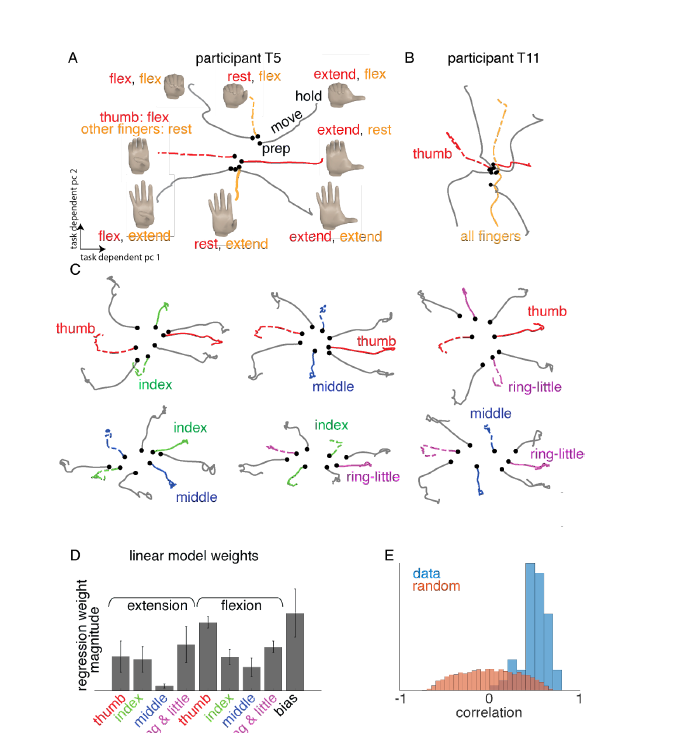 A
participant T5
B
participant T11
flex, flex
rest, flex
extend, flex
hold
move
prep
thumb: flex
other fingers: rest
extend, rest
flex, extend
rest, extend
extend, extend
task dependent pc 2
task dependent pc 1
thumb
all fingers
C
thumb
index
thumb
middle
thumb
ring-little
index
middle
index
ring-little
middle
ring-little
D
linear model weights
regression weight
magnitude
extension
flexion
thumb
index
middle
ng & little
thumb
index
middle
g & little
bias
E
data
random
-1
0
1
correlation